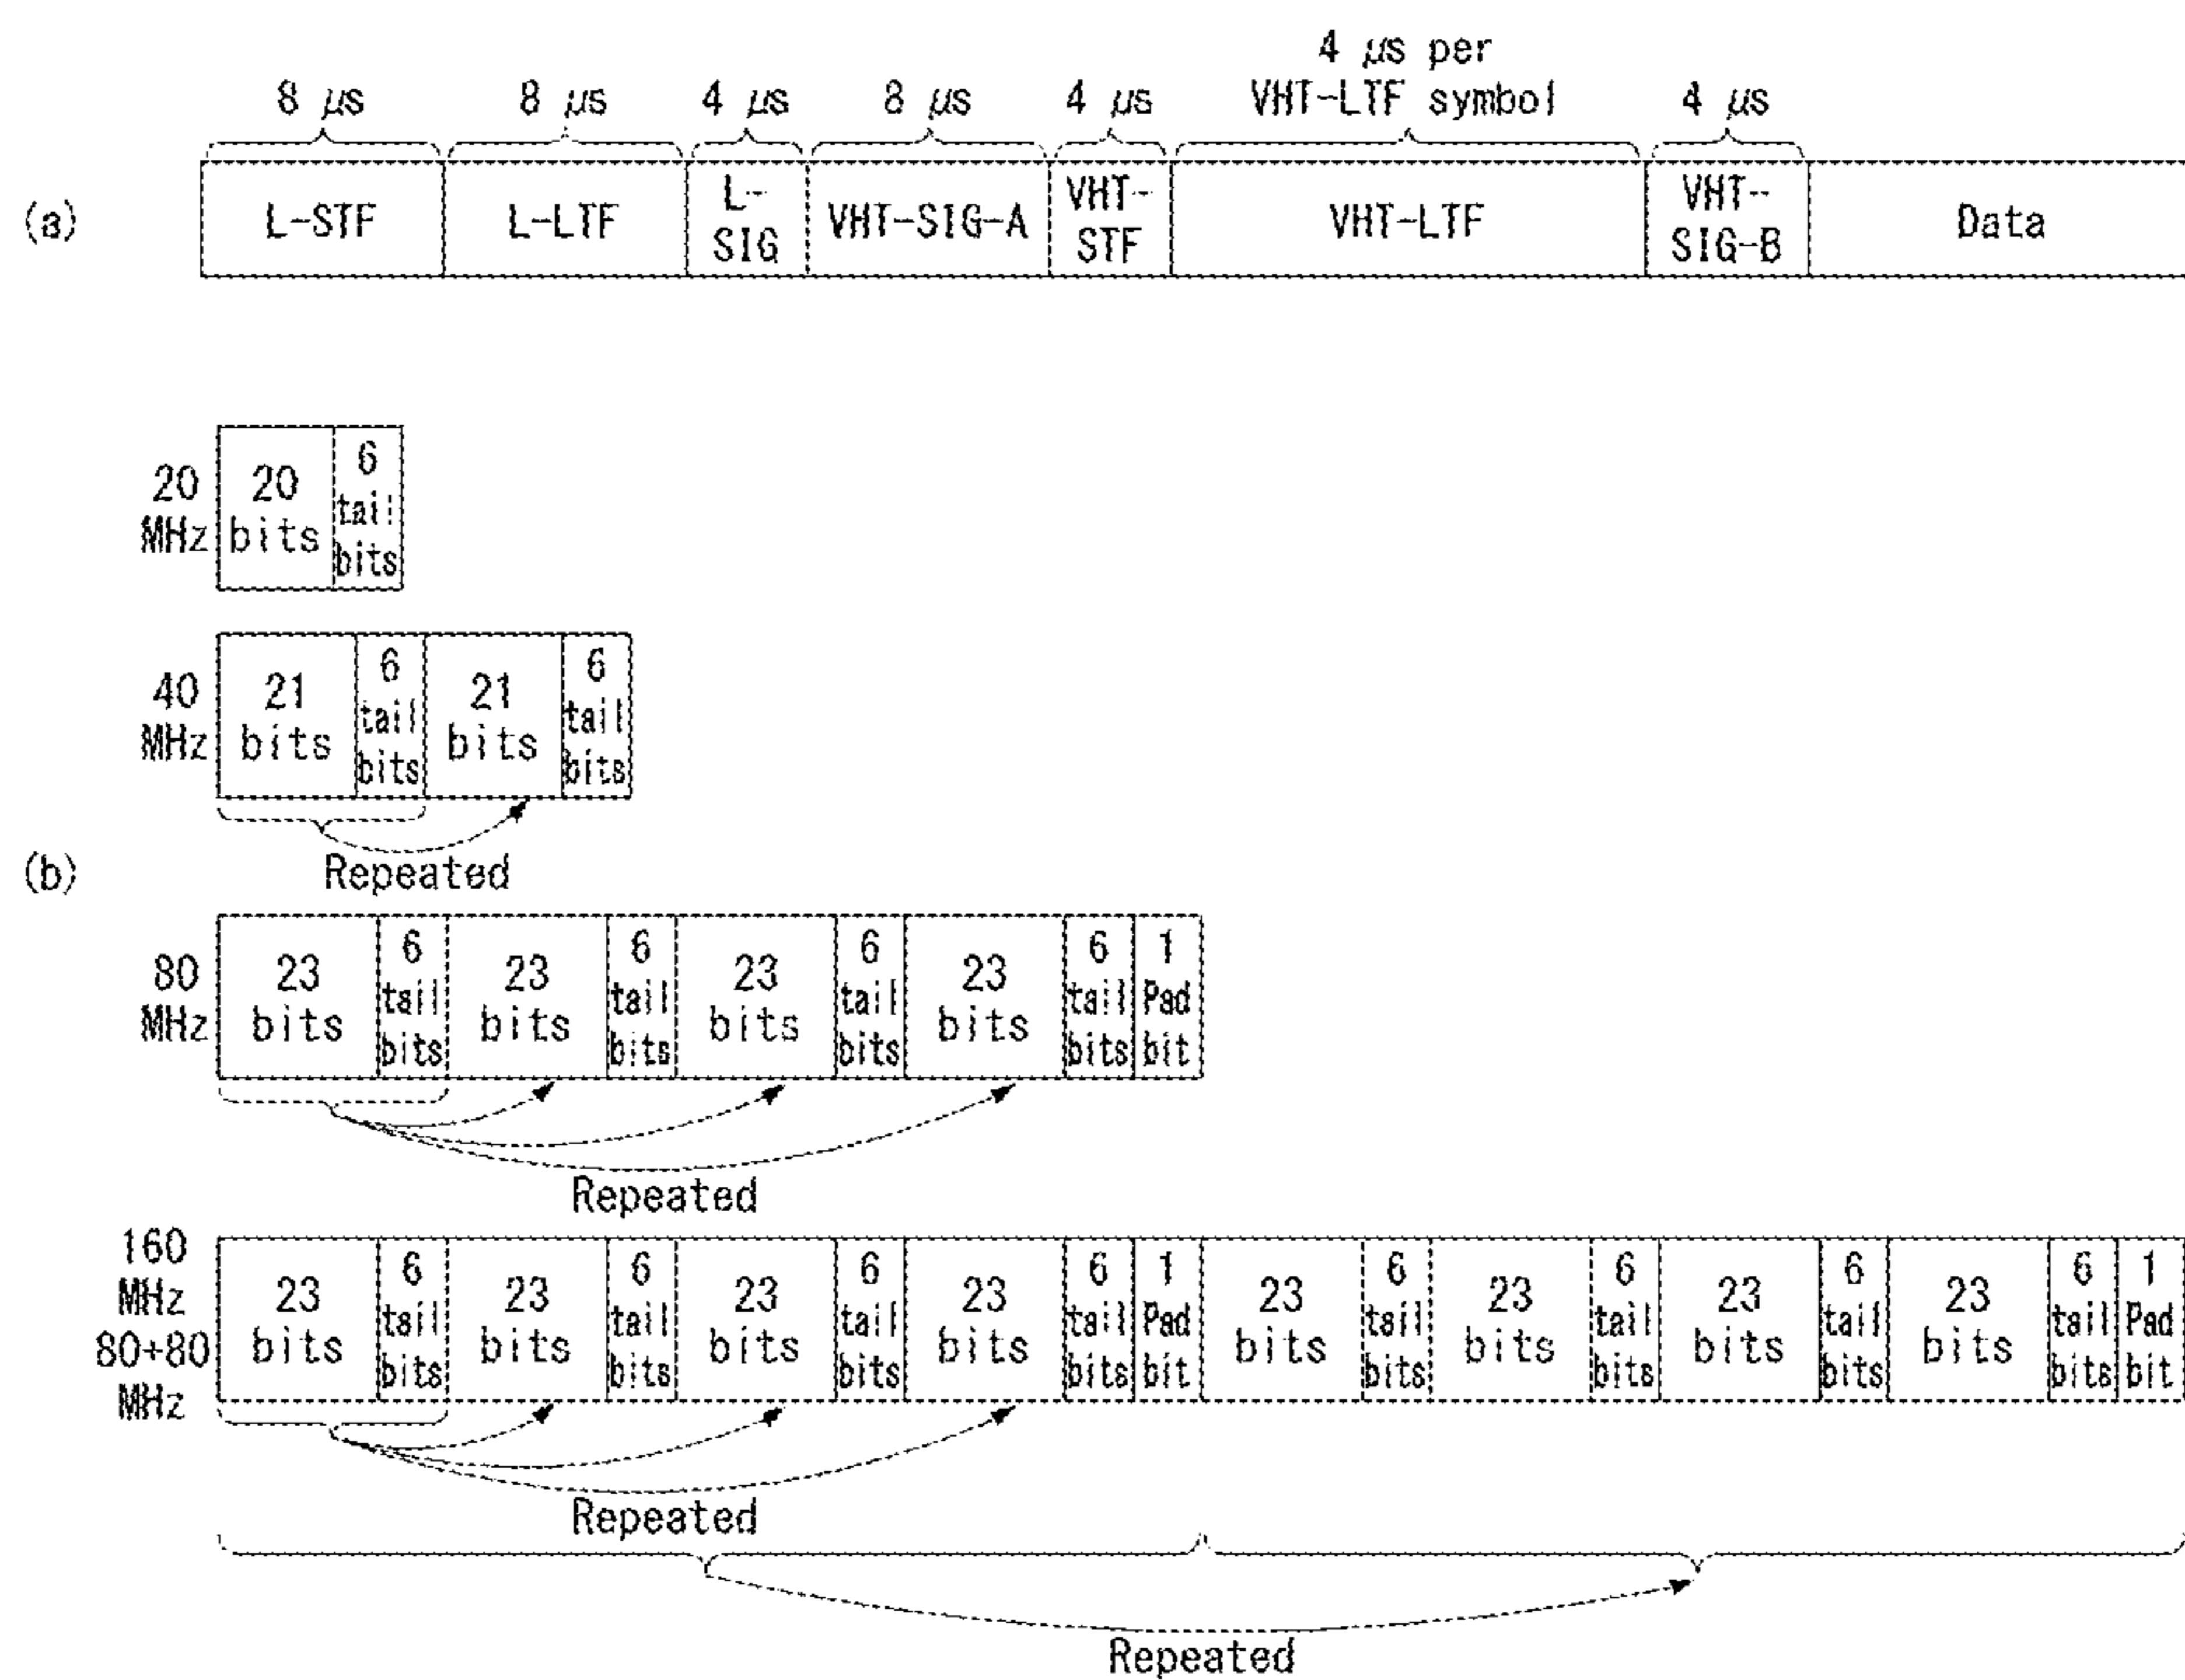 4 μs per
8 μs 8 μs 4 μs 8 μs 4 μs VHT-LTF symbol 4 μs
(a) L-STF L-LTF L-SIG VHT-SIG-A VHT-STF VHT-LTF VHT-SIG-B Data
(b)
20 MHz
20 bits 6 tail bits
40 MHz
21 bits 6 tail bits 21 bits 6 tail bits
Repeated
80 MHz
23 bits 6 tail bits 23 bits 6 tail bits 23 bits 6 tail bits 23 bits 6 tail bits 1 Pad bit
Repeated
160 MHz
80+80 MHz
23 bits 6 tail bits 23 bits 6 tail bits 23 bits 6 tail bits 23 bits 6 tail bits 1 Pad bit 23 bits 6 tail bits 23 bits 6 tail bits 23 bits 6 tail bits 23 bits 6 tail bits 1 Pad bit
Repeated
Repeated